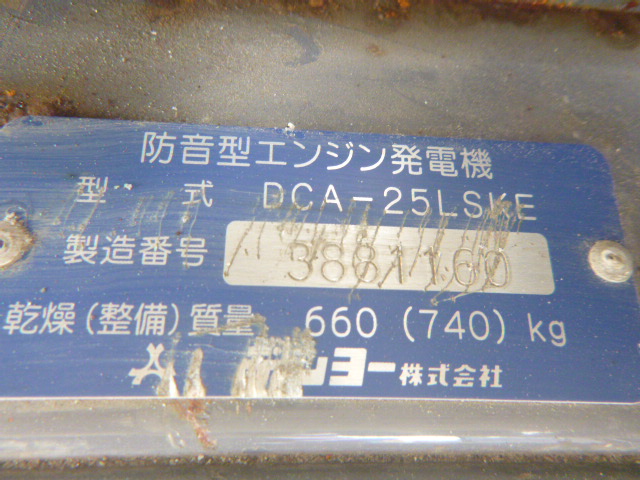 防音型エンジン発電機
型 式 DCA-25LSKE
製造番号 3881160
乾燥(整備)質量 660 (740) kg
株式会社